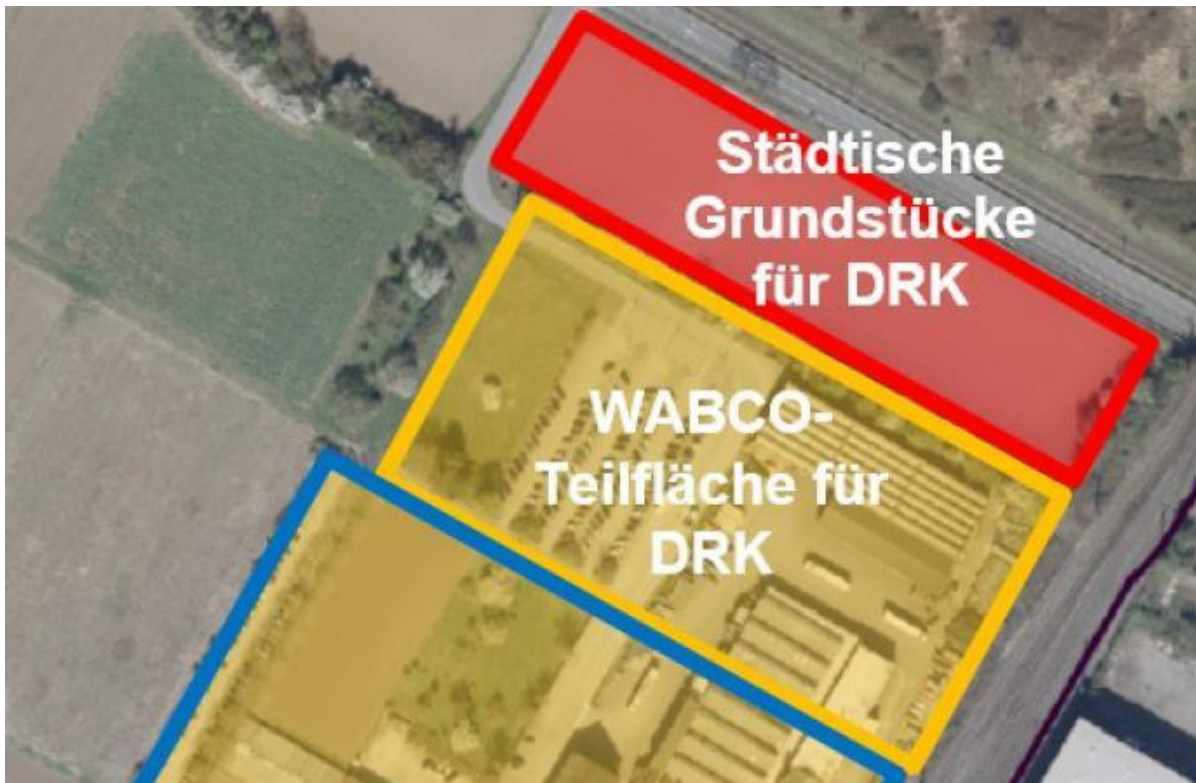 Städtische
Grundstücke
für DRK
WABCO-
Teilfläche für
DRK